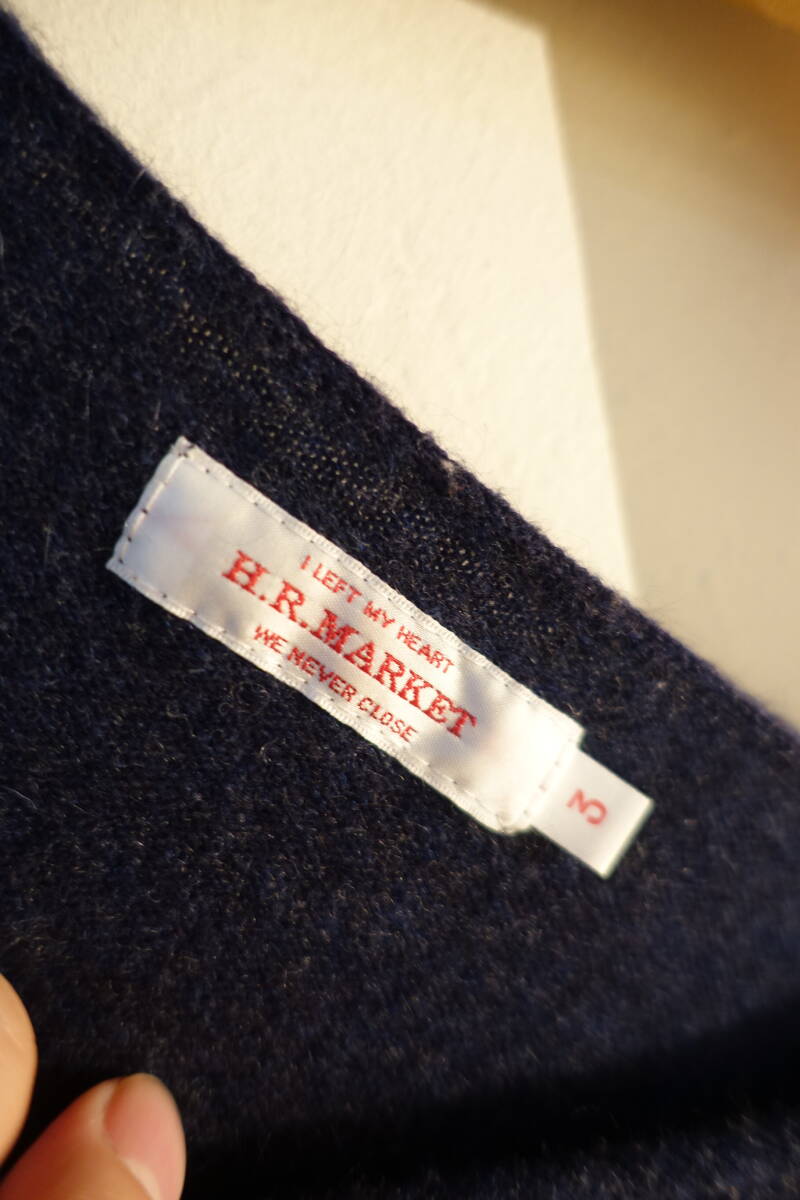 I LEFT MY HEART
H.R.MARKET
WE NEVER CLOSE
3